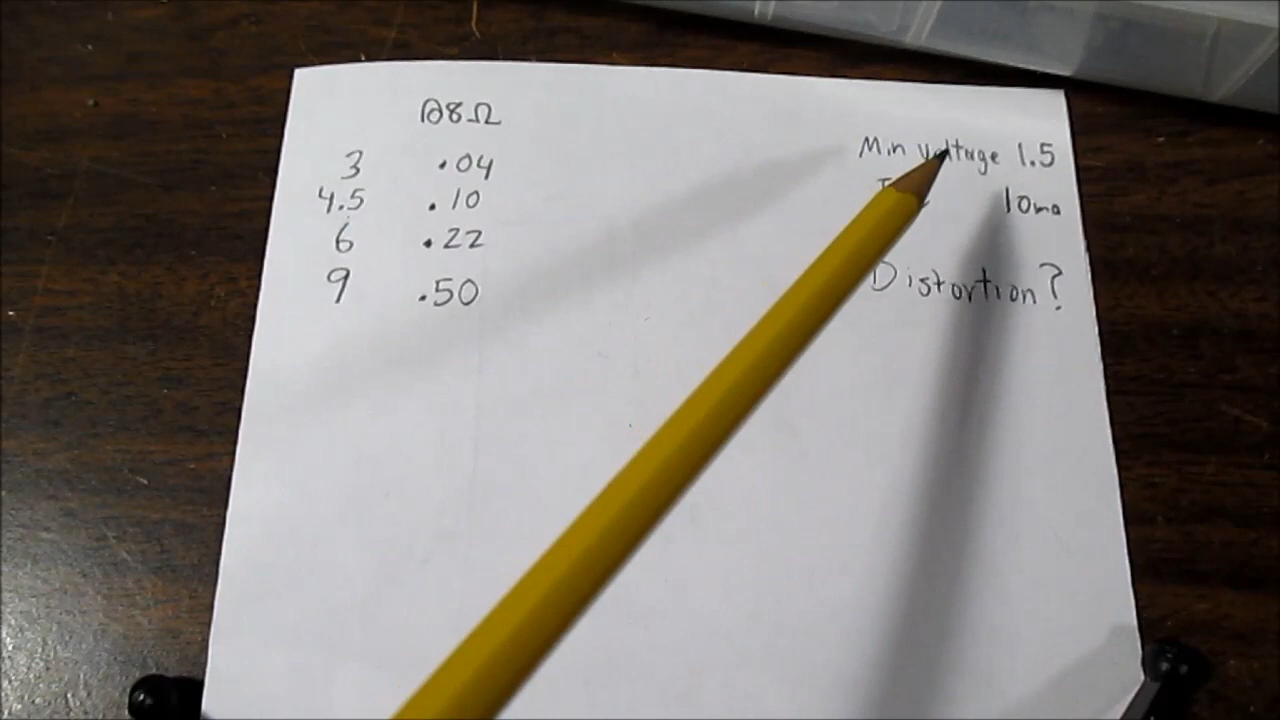 @8Ω
3 .04
4.5 .10
6 .22
9 .50
Min Voltage 1.5
10ma
Distortion?